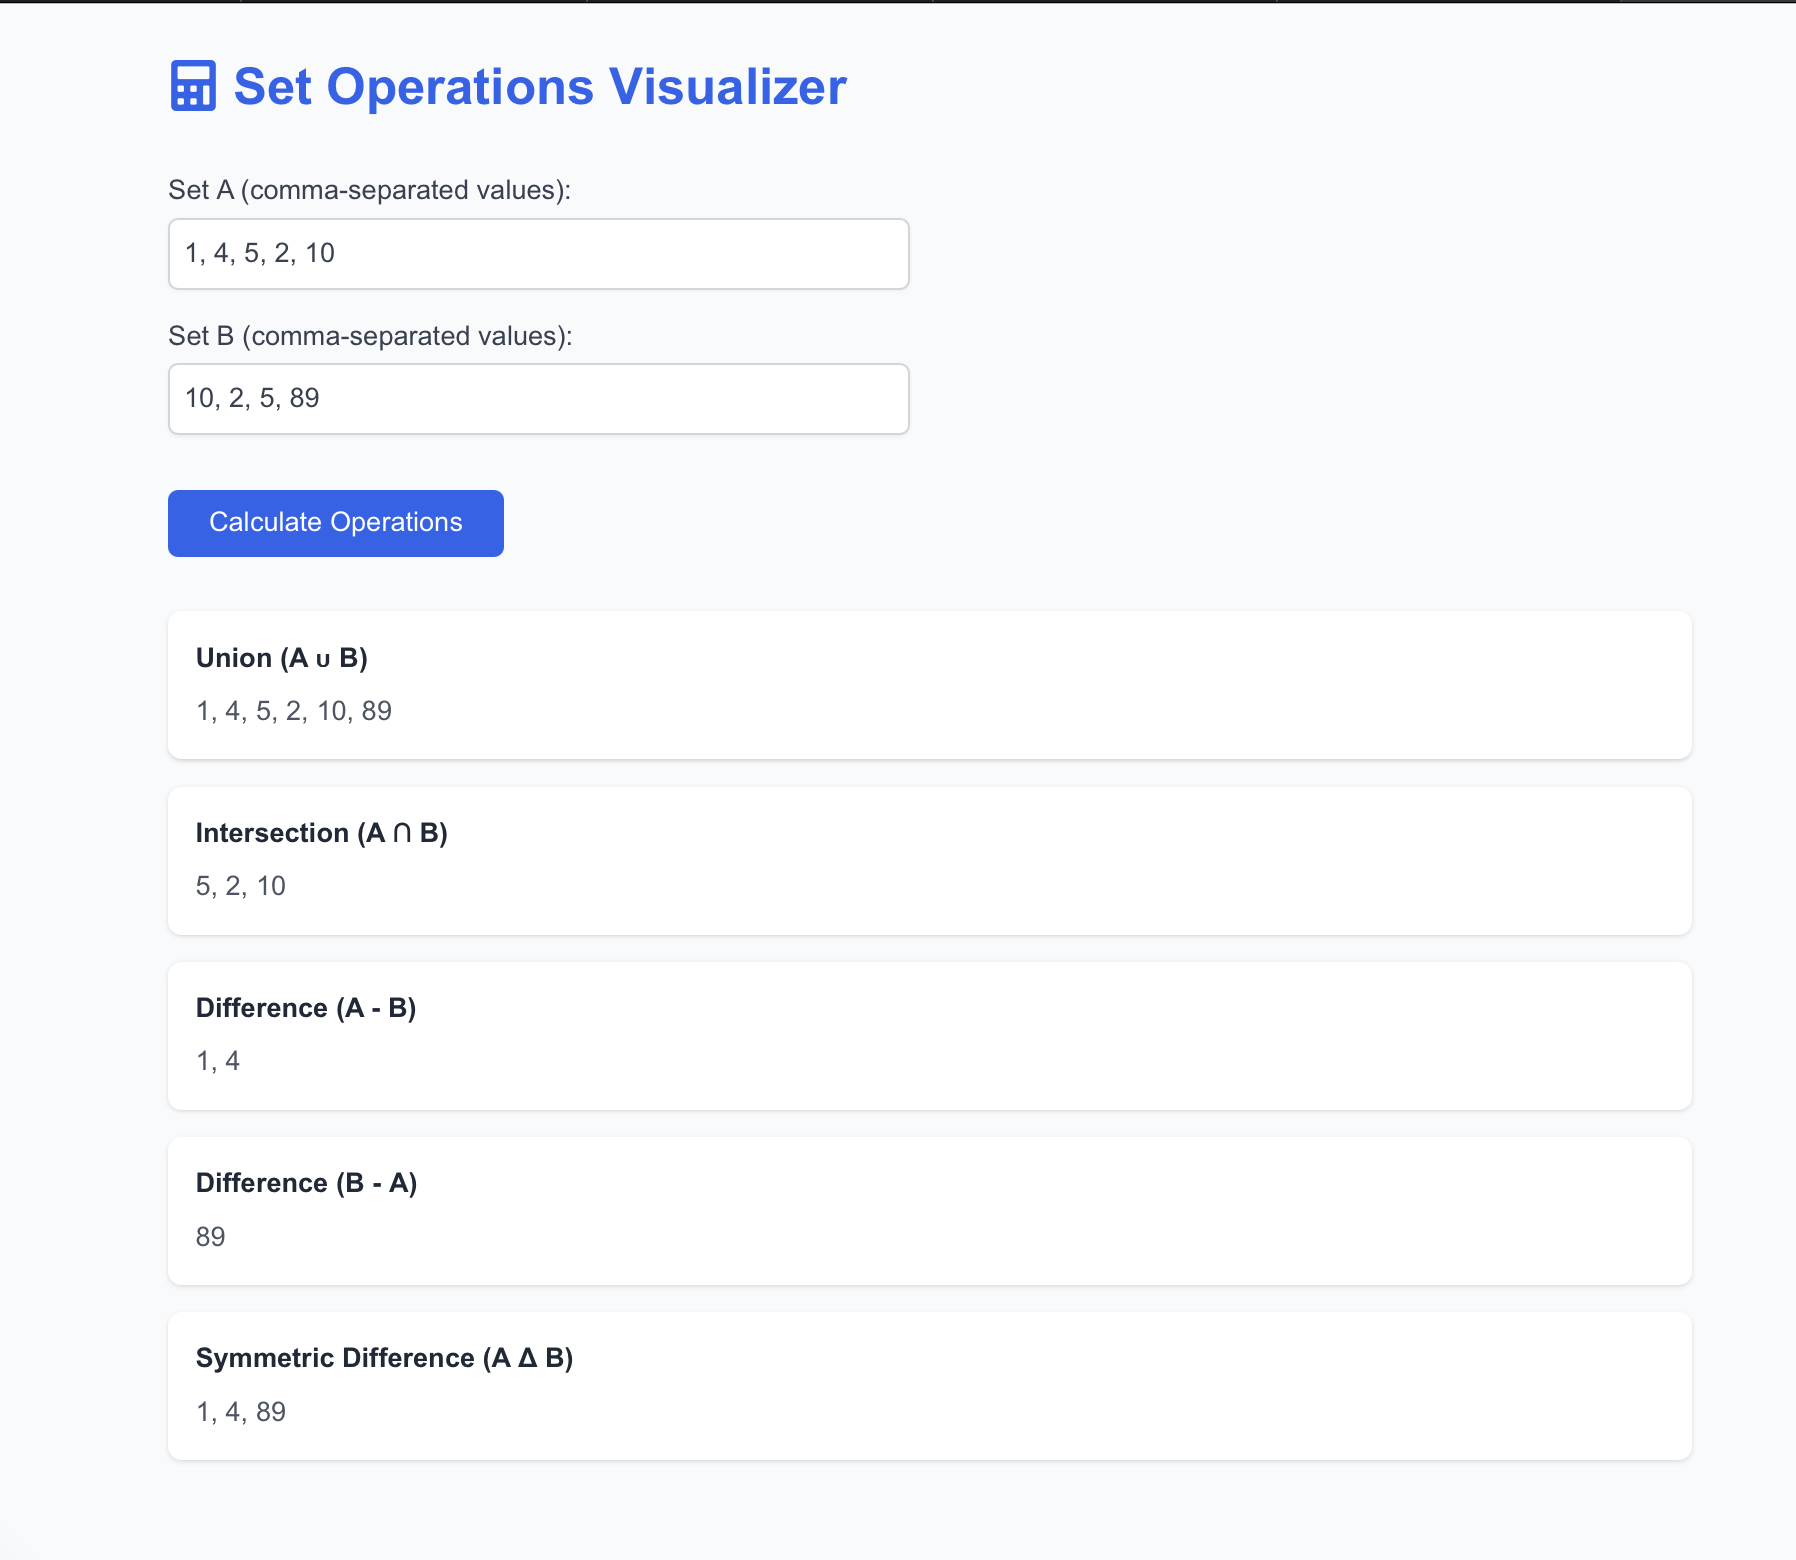 Set Operations Visualizer
Set A (comma-separated values):
1, 4, 5, 2, 10
Set B (comma-separated values):
10, 2, 5, 89
Calculate Operations
Union (A ∪ B)
1, 4, 5, 2, 10, 89
Intersection (A ∩ B)
5, 2, 10
Difference (A - B)
1, 4
Difference (B - A)
89
Symmetric Difference (A Δ B)
1, 4, 89